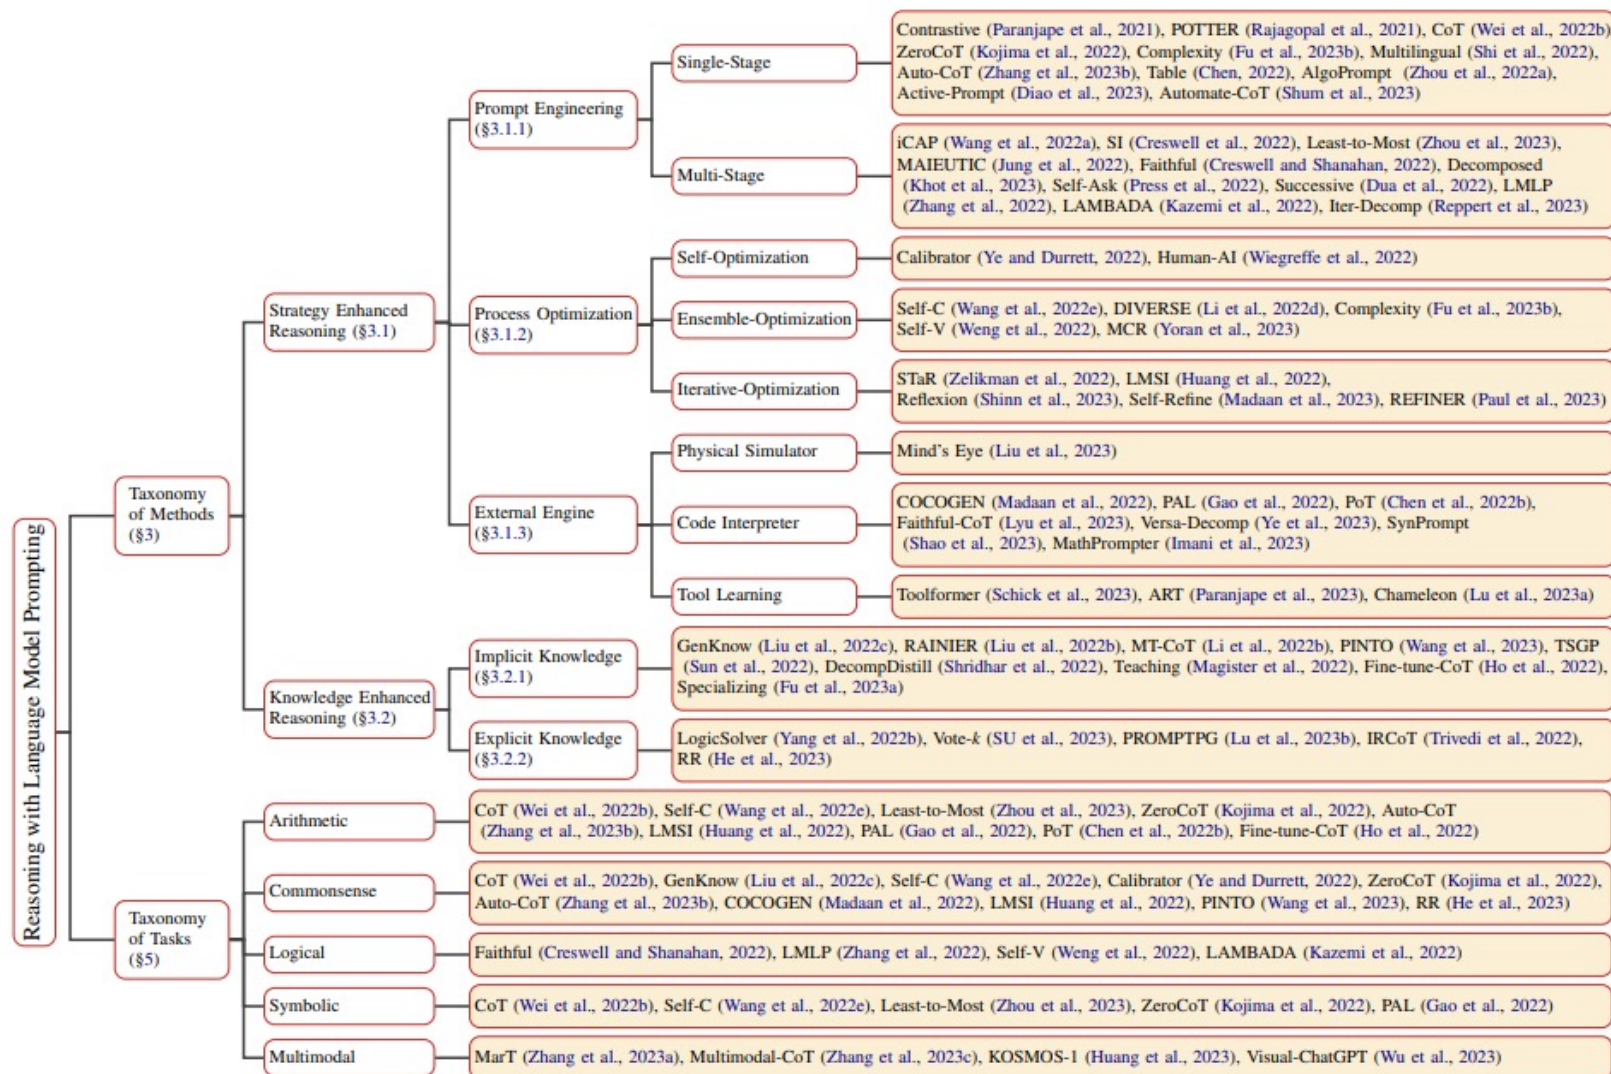 Reasoning with Language Model Prompting
Taxonomy
of Methods
(§3)
Strategy Enhanced
Reasoning (§3.1)
Prompt Engineering
(§3.1.1)
Single-Stage
Contrastive (Paranjape et al., 2021), POTTER (Rajagopal et al., 2021), CoT (Wei et al., 2022b)
ZeroCoT (Kojima et al., 2022), Complexity (Fu et al., 2023b), Multilingual (Shi et al., 2022),
Auto-CoT (Zhang et al., 2023b), Table (Chen, 2022), AlgoPrompt (Zhou et al., 2022a),
Active-Prompt (Diao et al., 2023), Automate-CoT (Shum et al., 2023)
Multi-Stage
iCAP (Wang et al., 2022a), SI (Creswell et al., 2022), Least-to-Most (Zhou et al., 2023),
MAIEUTIC (Jung et al., 2022), Faithful (Creswell and Shanahan, 2022), Decomposed
(Khot et al., 2023), Self-Ask (Press et al., 2022), Successive (Dua et al., 2022), LMLP
(Zhang et al., 2022), LAMBADA (Kazemi et al., 2022), Iter-Decomp (Reppert et al., 2023)
Process Optimization
(§3.1.2)
Self-Optimization
Calibrator (Ye and Durrett, 2022), Human-AI (Wiegreffe et al., 2022)
Ensemble-Optimization
Self-C (Wang et al., 2022e), DIVERSE (Li et al., 2022d), Complexity (Fu et al., 2023b),
Self-V (Weng et al., 2022), MCR (Yoran et al., 2023)
Iterative-Optimization
STaR (Zelikman et al., 2022), LMSI (Huang et al., 2022),
Reflexion (Shinn et al., 2023), Self-Refine (Madaan et al., 2023), REFINER (Paul et al., 2023)
External Engine
(§3.1.3)
Physical Simulator
Mind's Eye (Liu et al., 2023)
Code Interpreter
COCOGEN (Madaan et al., 2022), PAL (Gao et al., 2022), PoT (Chen et al., 2022b),
Faithful-CoT (Lyu et al., 2023), Versa-Decomp (Ye et al., 2023), SynPrompt
(Shao et al., 2023), MathPrompter (Imani et al., 2023)
Tool Learning
Toolformer (Schick et al., 2023), ART (Paranjape et al., 2023), Chameleon (Lu et al., 2023a)
Knowledge Enhanced
Reasoning (§3.2)
Implicit Knowledge
(§3.2.1)
GenKnow (Liu et al., 2022c), RAINIER (Liu et al., 2022b), MT-CoT (Li et al., 2022b), PINTO (Wang et al., 2023), TSGP
(Sun et al., 2022), DecompDistill (Shridhar et al., 2022), Teaching (Magister et al., 2022), Fine-tune-CoT (Ho et al., 2022),
Specializing (Fu et al., 2023a)
Explicit Knowledge
(§3.2.2)
LogicSolver (Yang et al., 2022b), Vote-k (SU et al., 2023), PROMPTPG (Lu et al., 2023b), IRCoT (Trivedi et al., 2022),
RR (He et al., 2023)
Taxonomy
of Tasks
(§5)
Arithmetic
CoT (Wei et al., 2022b), Self-C (Wang et al., 2022e), Least-to-Most (Zhou et al., 2023), ZeroCoT (Kojima et al., 2022), Auto-CoT
(Zhang et al., 2023b), LMSI (Huang et al., 2022), PAL (Gao et al., 2022), PoT (Chen et al., 2022b), Fine-tune-CoT (Ho et al., 2022)
Commonsense
CoT (Wei et al., 2022b), GenKnow (Liu et al., 2022c), Self-C (Wang et al., 2022e), Calibrator (Ye and Durrett, 2022), ZeroCoT (Kojima et al., 2022),
Auto-CoT (Zhang et al., 2023b), COCOGEN (Madaan et al., 2022), LMSI (Huang et al., 2022), PINTO (Wang et al., 2023), RR (He et al., 2023)
Logical
Faithful (Creswell and Shanahan, 2022), LMLP (Zhang et al., 2022), Self-V (Weng et al., 2022), LAMBADA (Kazemi et al., 2022)
Symbolic
CoT (Wei et al., 2022b), Self-C (Wang et al., 2022e), Least-to-Most (Zhou et al., 2023), ZeroCoT (Kojima et al., 2022), PAL (Gao et al., 2022)
Multimodal
MarT (Zhang et al., 2023a), Multimodal-CoT (Zhang et al., 2023c), KOSMOS-1 (Huang et al., 2023), Visual-ChatGPT (Wu et al., 2023)